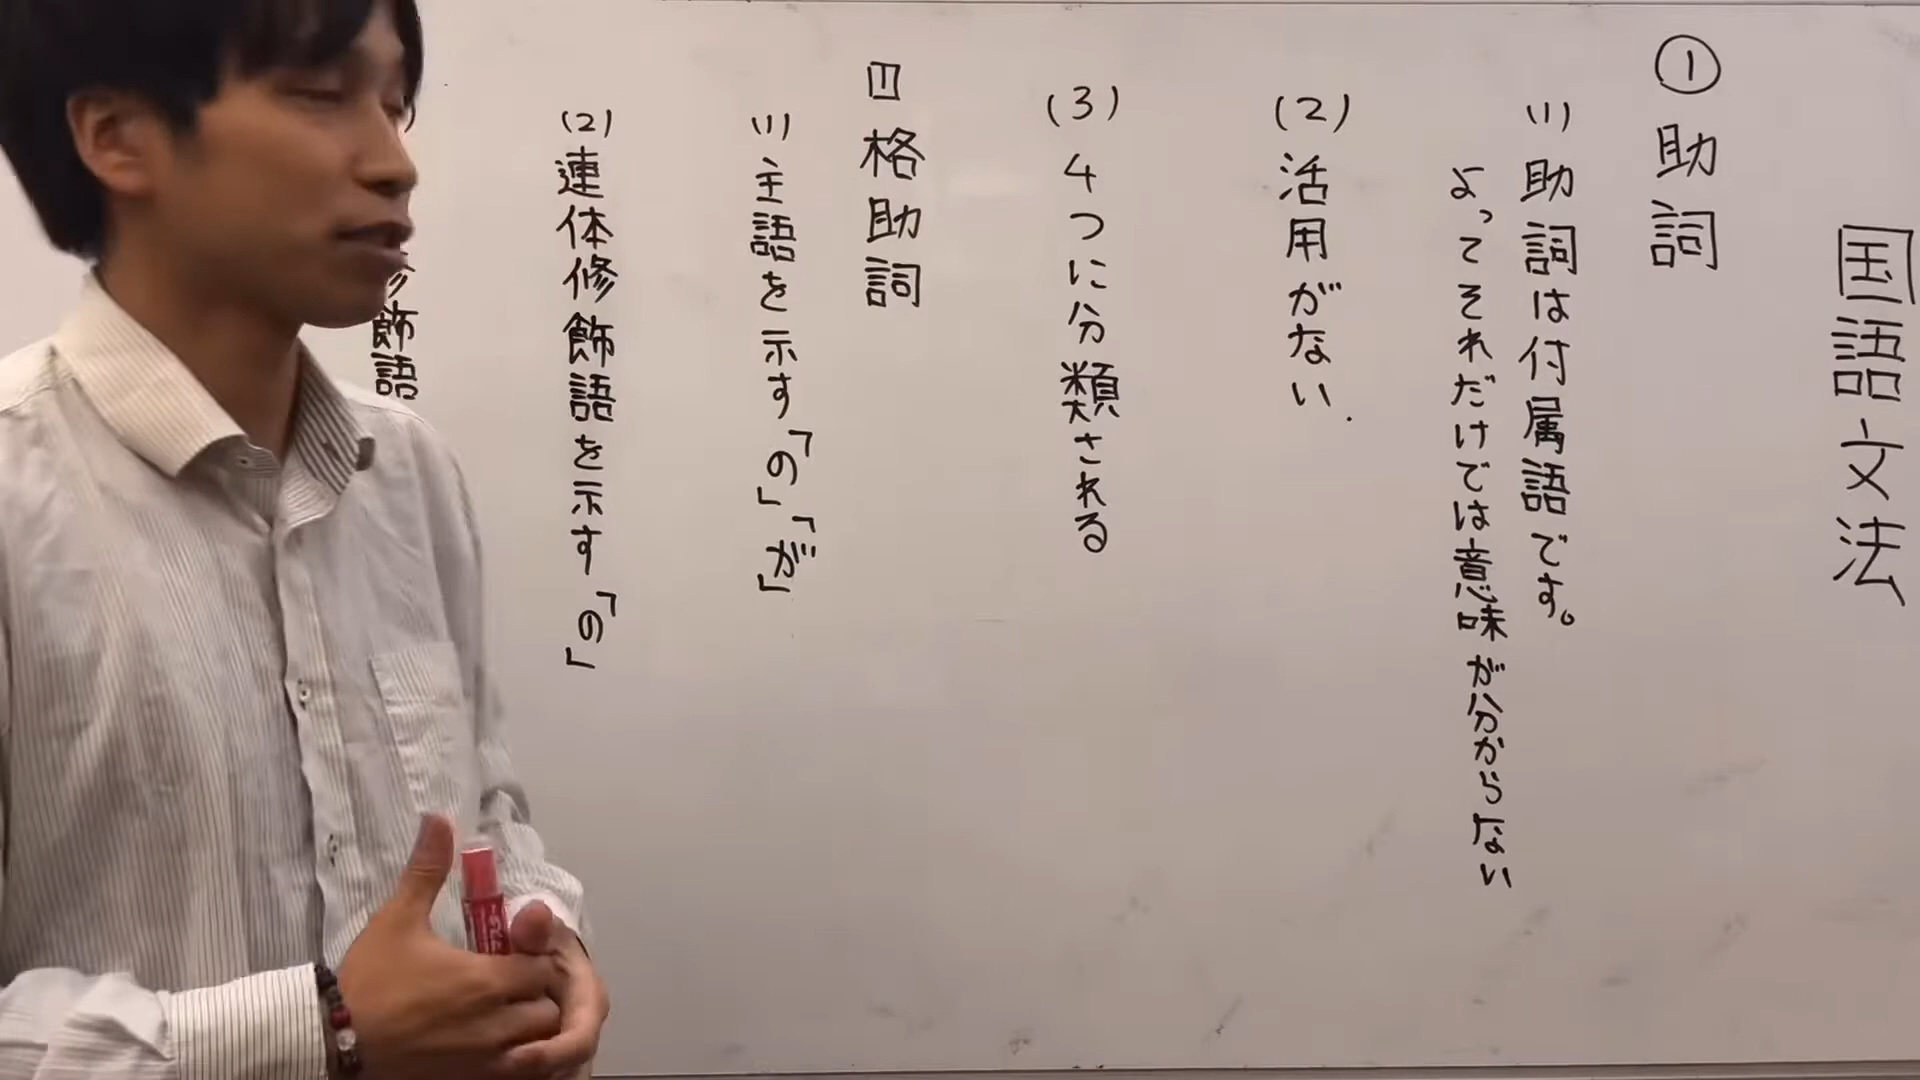 国語文法
① 助詞
(1) 助詞は付属語です。
よってそれだけでは意味が分からない
(2) 活用がない.
(3) 4つに分類される
1 格助詞
(1) 主語を示す「の」「が」
(2) 連体修飾語を示す「の」
飾語